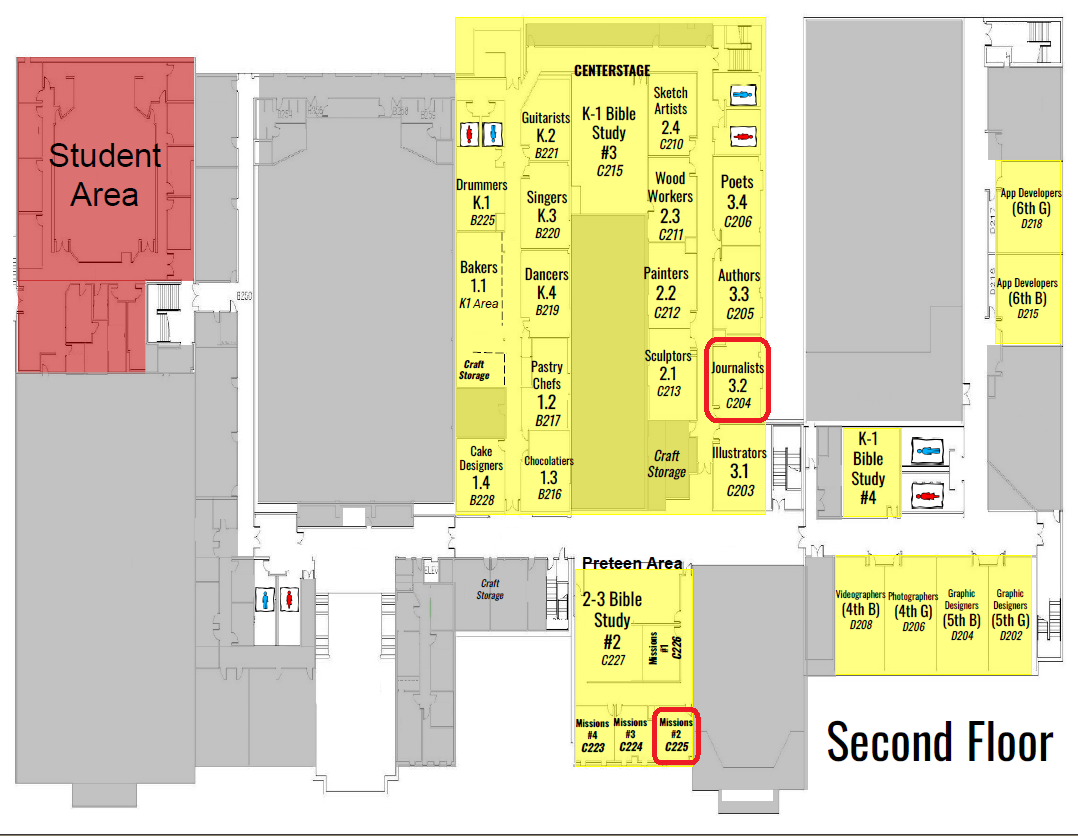 Student
Area
CENTERSTAGE
Guitarists
K.2
B221
K-1 Bible
Study
#3
C215
Sketch
Artists
2.4
C210
Drummers
K.1
B225
Singers
K.3
B220
Wood
Workers
2.3
C211
Poets
3.4
C206
Bakers
1.1
K1 Area
Dancers
K.4
B219
Painters
2.2
C212
Authors
3.3
C205
Craft
Storage
Pastry
Chefs
1.2
B217
Sculptors
2.1
C213
Journalists
3.2
C204
Cake
Designers
1.4
B228
Chocolatiers
1.3
B216
Craft
Storage
Illustrators
3.1
C203
App Developers
(6th G)
D218
D217
App Developers
(6th B)
D215
D216
B250
K-1
Bible
Study
#4
ELEV
Craft
Storage
Preteen Area
2-3 Bible
Study
#2
C227
Missions
#1
C226
Missions
#4
C223
Missions
#3
C224
Missions
#2
C225
Videographers
(4th B)
D208
Photographers
(4th G)
D206
Graphic
Designers
(5th B)
D204
Graphic
Designers
(5th G)
D202
Second Floor